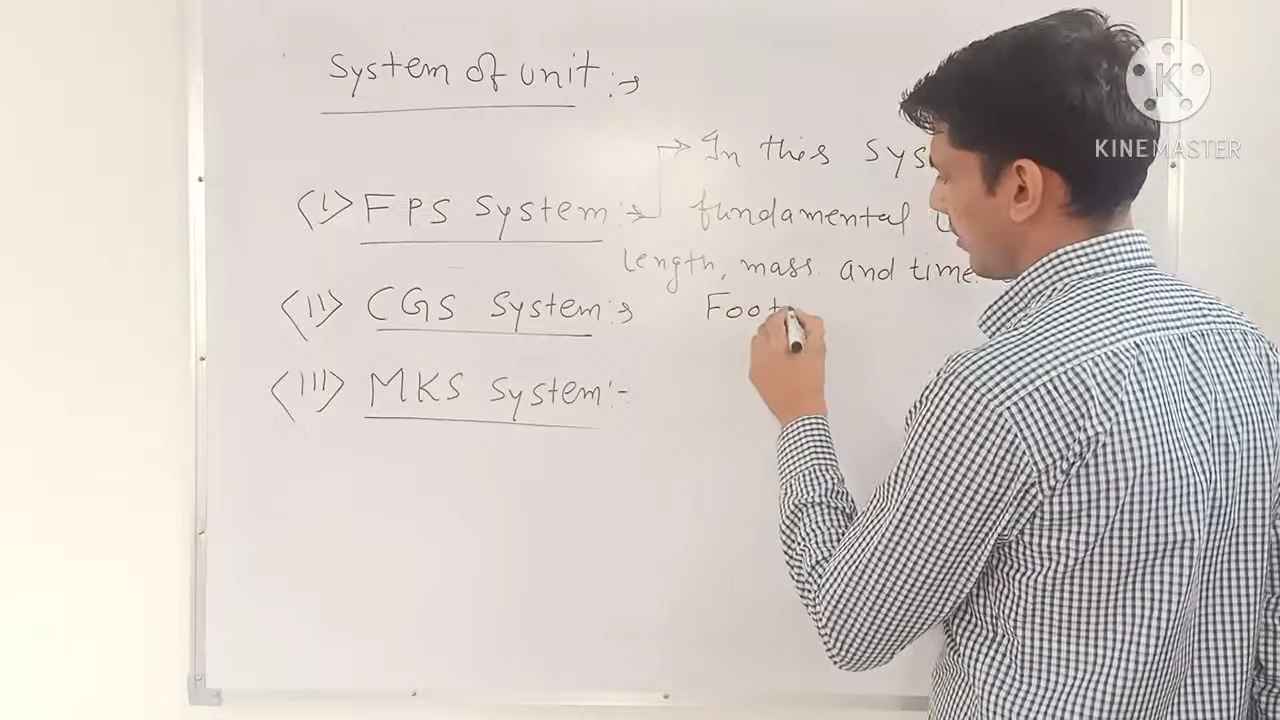 System of unit :→
(I) FPS System :→
→ In this sys
fundamental
length, mass. and time.
(II) CGS System :→
Foot
(III) MKS System :-
K
KINEMASTER